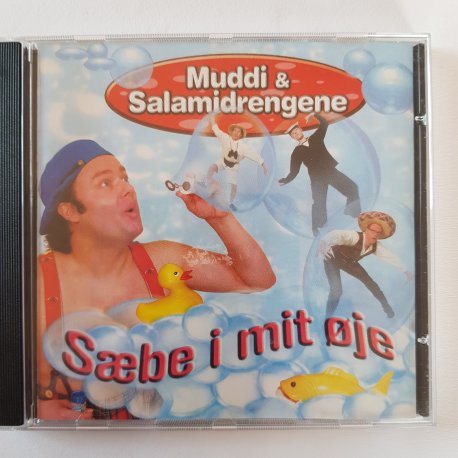 Muddi &
Salamidrengene
Sæbe i mit øje